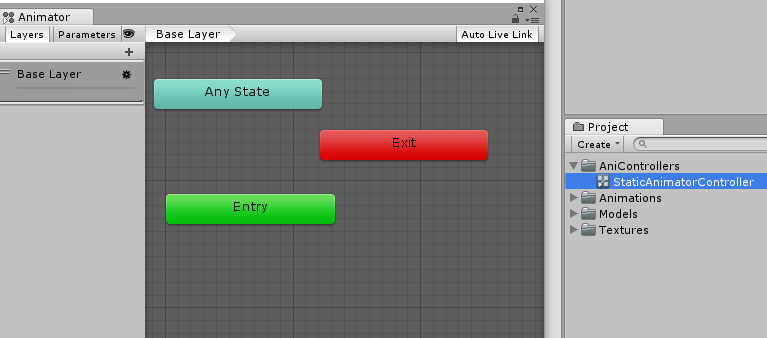 Animator
Layers Parameters Base Layer Auto Live Link
+
Base Layer
Any State
Exit
Entry
Project
Create
AniControllers
StaticAnimatorController
Animations
Models
Textures